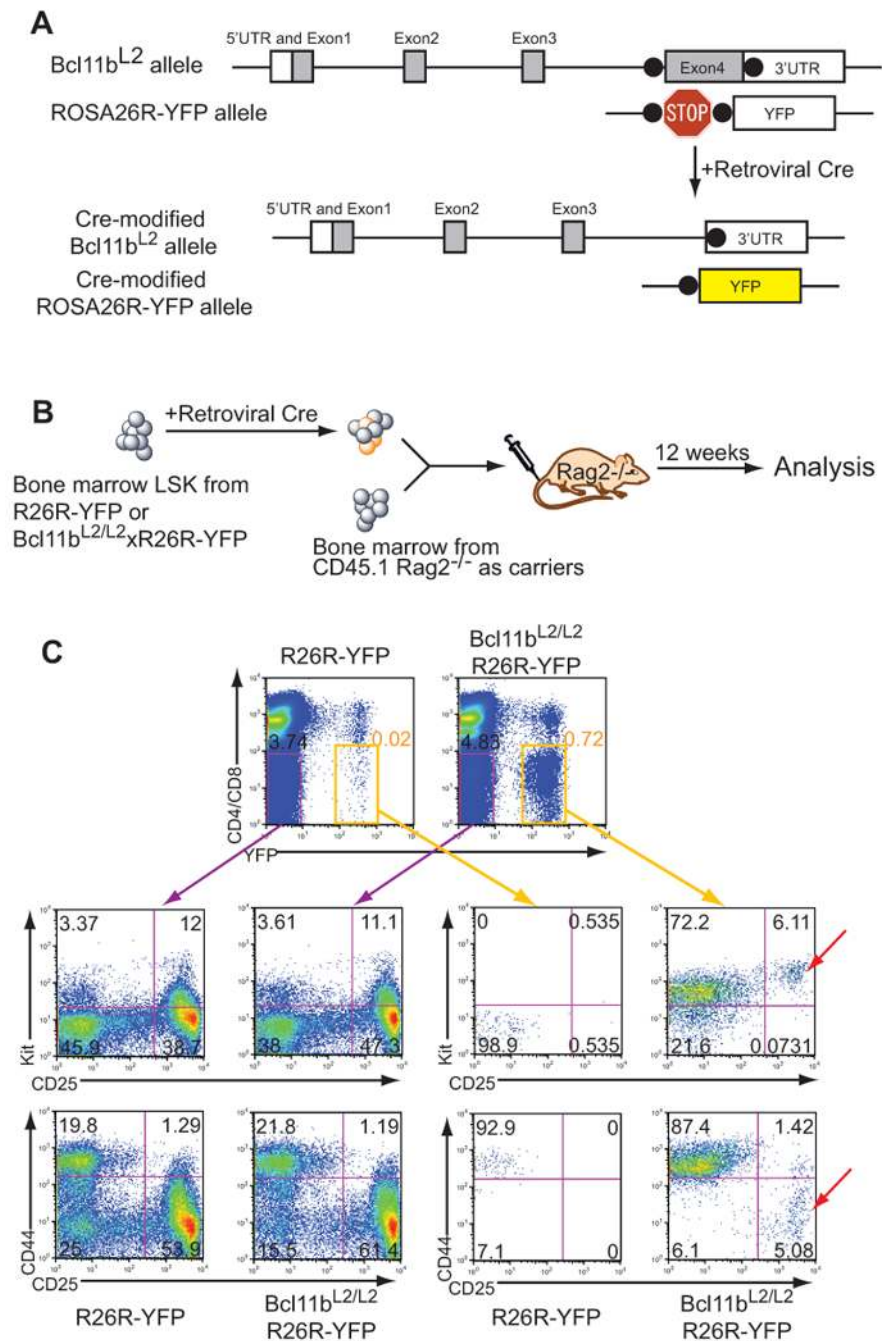 A
5'UTR and Exon1 Exon2 Exon3
Bcl11b^L2 allele
Exon4 3'UTR
ROSA26R-YFP allele
STOP YFP
+Retroviral Cre
5'UTR and Exon1 Exon2 Exon3
Cre-modified
Bcl11b^L2 allele
3'UTR
Cre-modified
ROSA26R-YFP allele
YFP
B
+Retroviral Cre
Rag2-/-
12 weeks
Analysis
Bone marrow LSK from
R26R-YFP or
Bcl11b^L2/L2xR26R-YFP
Bone marrow from
CD45.1 Rag2^-/- as carriers
C
R26R-YFP
Bcl11b^L2/L2
R26R-YFP
CD4/CD8
3.74 0.02
4.83 0.72
YFP
Kit
3.37 12
45.9 38.7
3.61 11.1
38 47.3
0 0.535
98.9 0.535
72.2 6.11
21.6 0.0731
CD25
Kit
CD25
CD44
19.8 1.29
25 53.9
21.8 1.19
15.5 61.4
92.9 0
7.1 0
87.4 1.42
6.1 5.08
CD25
CD44
CD25
R26R-YFP
Bcl11b^L2/L2
R26R-YFP
R26R-YFP
Bcl11b^L2/L2
R26R-YFP